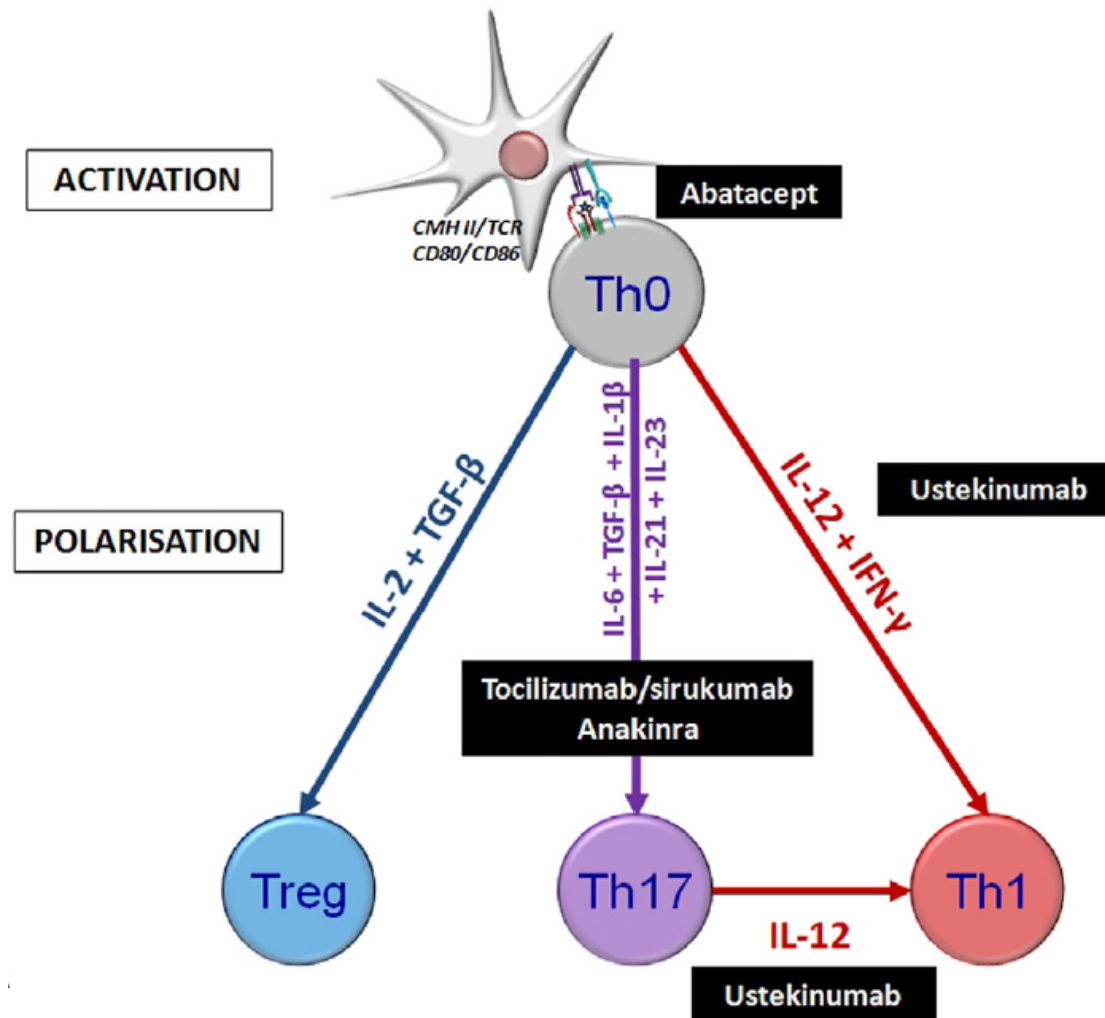 ACTIVATION
CMH II/TCR
CD80/CD86
Abatacept
Th0
POLARISATION
IL-2 + TGF-β
IL-6 + TGF-β + IL-1β
+ IL-21 + IL-23
IL-12 + IFN-γ
Ustekinumab
Tocilizumab/sirukumab
Anakinra
Treg
Th17
Th1
IL-12
Ustekinumab